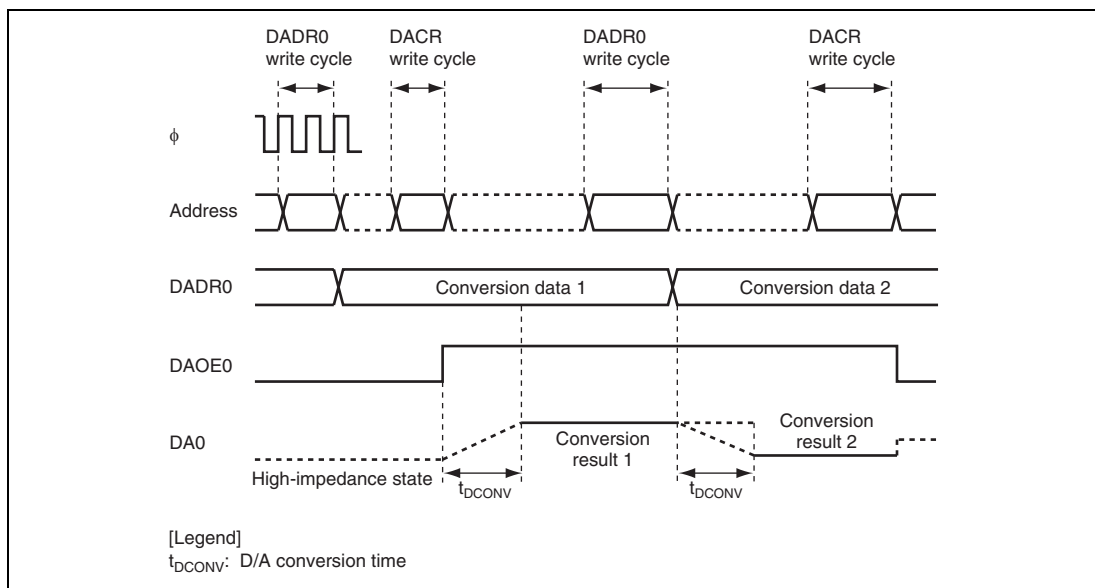 DADR0
write cycle
DACR
write cycle
DADR0
write cycle
DACR
write cycle
ϕ
Address
DADR0
Conversion data 1
Conversion data 2
DAOE0
DA0
Conversion
result 1
Conversion
result 2
High-impedance state
tDCONV
tDCONV
[Legend]
tDCONV: D/A conversion time